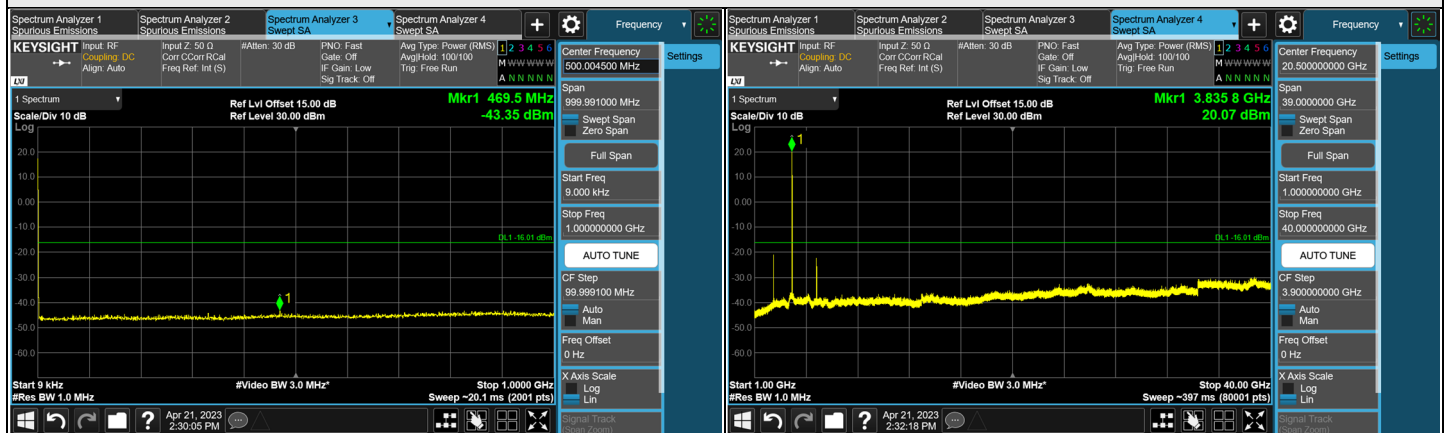 Spectrum Analyzer 1
Spurious Emissions
Spectrum Analyzer 2
Spurious Emissions
Spectrum Analyzer 3
Swept SA
Spectrum Analyzer 4
Swept SA
+
Frequency
KEYSIGHT
Input: RF
Coupling: DC
Align: Auto
Input Z: 50 Ω
Corr CCorr RCal
Freq Ref: Int (S)
#Atten: 30 dB
PNO: Fast
Gate: Off
IF Gain: Low
Sig Track: Off
Avg Type: Power (RMS)
Avg|Hold: 100/100
Trig: Free Run
1 2 3 4 5 6
M W W W W W
A N N N N N
LXI
Center Frequency
500.004500 MHz
Settings
1 Spectrum
Scale/Div 10 dB
Ref Lvl Offset 15.00 dB
Ref Level 30.00 dBm
Mkr1 469.5 MHz
-43.35 dBm
Log
20.0
10.0
0.00
-10.0
-20.0
-30.0
-40.0
-50.0
-60.0
DL1 -16.01 dBm
1
Start 9 kHz
#Res BW 1.0 MHz
#Video BW 3.0 MHz*
Stop 1.0000 GHz
Sweep ~20.1 ms (2001 pts)
Span
999.991000 MHz
Swept Span
Zero Span
Full Span
Start Freq
9.000 kHz
Stop Freq
1.000000000 GHz
AUTO TUNE
CF Step
99.999100 MHz
Auto
Man
Freq Offset
0 Hz
X Axis Scale
Log
Lin
Signal Track
(Span Zoom)
?
Apr 21, 2023
2:30:05 PM
Spectrum Analyzer 1
Spurious Emissions
Spectrum Analyzer 2
Spurious Emissions
Spectrum Analyzer 3
Swept SA
Spectrum Analyzer 4
Swept SA
+
Frequency
KEYSIGHT
Input: RF
Coupling: DC
Align: Auto
Input Z: 50 Ω
Corr CCorr RCal
Freq Ref: Int (S)
#Atten: 30 dB
PNO: Fast
Gate: Off
IF Gain: Low
Sig Track: Off
Avg Type: Power (RMS)
Avg|Hold: 100/100
Trig: Free Run
1 2 3 4 5 6
M W W W W W
A N N N N N
LXI
Center Frequency
20.500000000 GHz
Settings
1 Spectrum
Scale/Div 10 dB
Ref Lvl Offset 15.00 dB
Ref Level 30.00 dBm
Mkr1 3.835 8 GHz
20.07 dBm
Log
20.0
10.0
0.00
-10.0
-20.0
-30.0
-40.0
-50.0
-60.0
DL1 -16.01 dBm
1
Start 1.00 GHz
#Res BW 1.0 MHz
#Video BW 3.0 MHz*
Stop 40.00 GHz
Sweep ~397 ms (80001 pts)
Span
39.0000000 GHz
Swept Span
Zero Span
Full Span
Start Freq
1.000000000 GHz
Stop Freq
40.000000000 GHz
AUTO TUNE
CF Step
3.900000000 GHz
Auto
Man
Freq Offset
0 Hz
X Axis Scale
Log
Lin
Signal Track
(Span Zoom)
?
Apr 21, 2023
2:32:18 PM